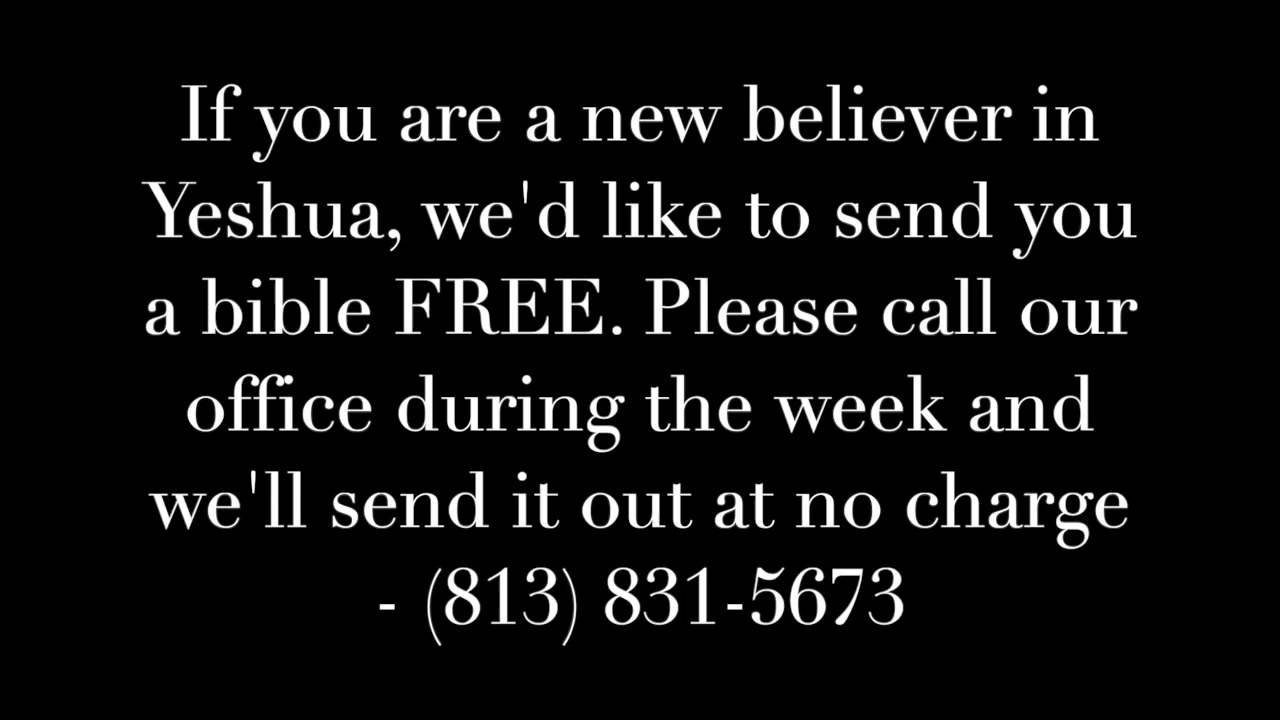 If you are a new believer in
Yeshua, we'd like to send you
a bible FREE. Please call our
office during the week and
we'll send it out at no charge
- (813) 831-5673